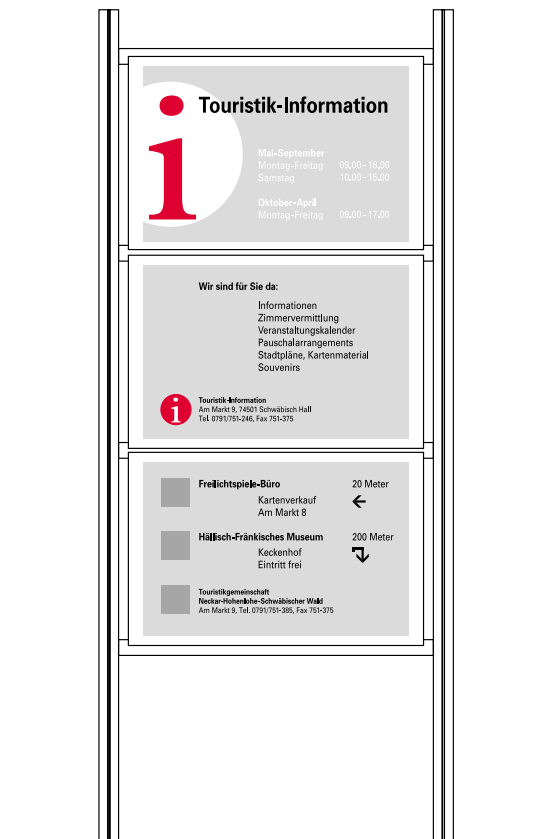 i Touristik-Information
Mai-September
Montag-Freitag 09.00-18.00
Samstag 10.00-15.00
Oktober-April
Montag-Freitag 09.00-17.00
Wir sind für Sie da:
Informationen
Zimmervermittlung
Veranstaltungskalender
Pauschalarrangements
Stadtpläne, Kartenmaterial
Souvenirs
i Touristik-Information
Am Markt 9, 74501 Schwäbisch Hall
Tel. 0791/751-246, Fax 751-375
Freilichtspiele-Büro 20 Meter
Kartenverkauf
Am Markt 8
Hällisch-Fränkisches Museum 200 Meter
Keckenhof
Eintritt frei
Touristikgemeinschaft
Neckar-Hohenlohe-Schwäbischer Wald
Am Markt 9, Tel. 0791/751-385, Fax 751-375